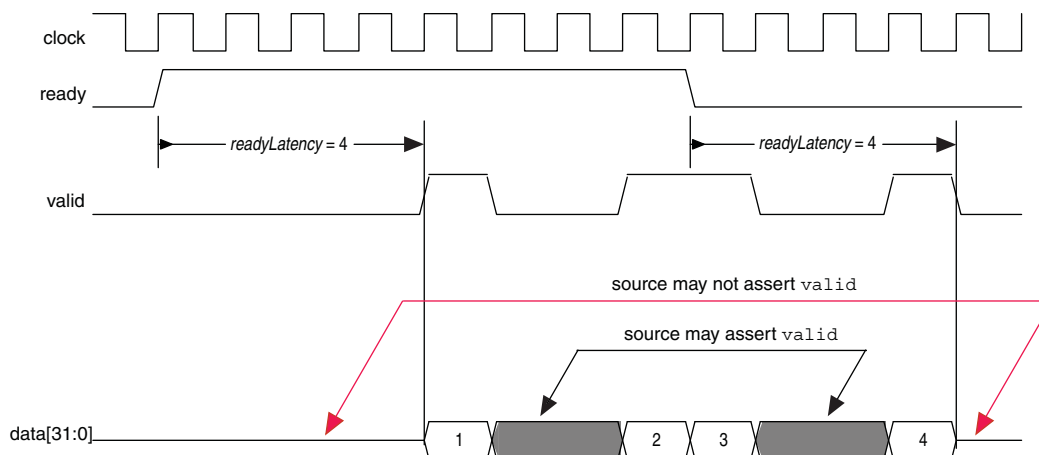 clock
ready
readyLatency = 4
readyLatency = 4
valid
source may not assert valid
source may assert valid
data[31:0]
1
2
3
4